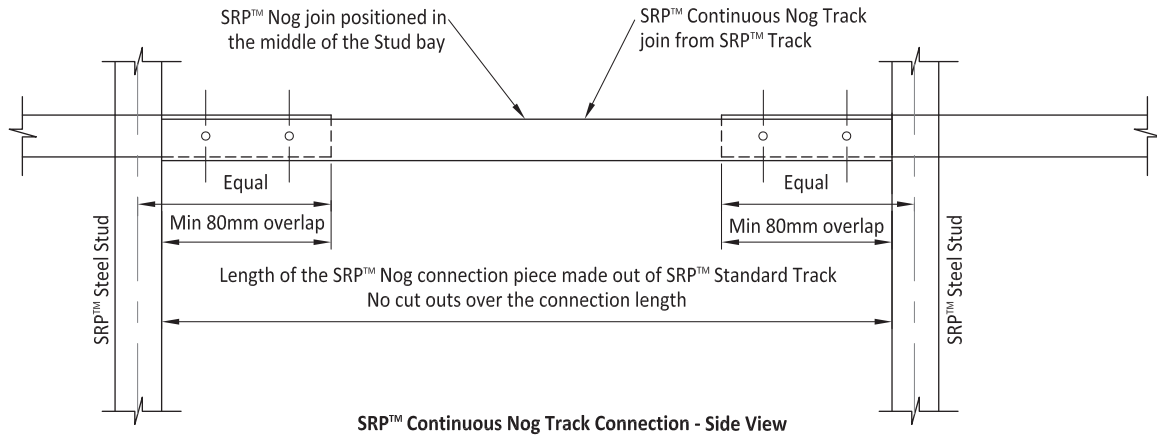 SRP™ Nog join positioned in
the middle of the Stud bay
SRP™ Continuous Nog Track
join from SRP™ Track
Equal
Equal
Min 80mm overlap
Min 80mm overlap
SRP™ Steel Stud
SRP™ Steel Stud
Length of the SRP™ Nog connection piece made out of SRP™ Standard Track
No cut outs over the connection length
SRP™ Continuous Nog Track Connection - Side View